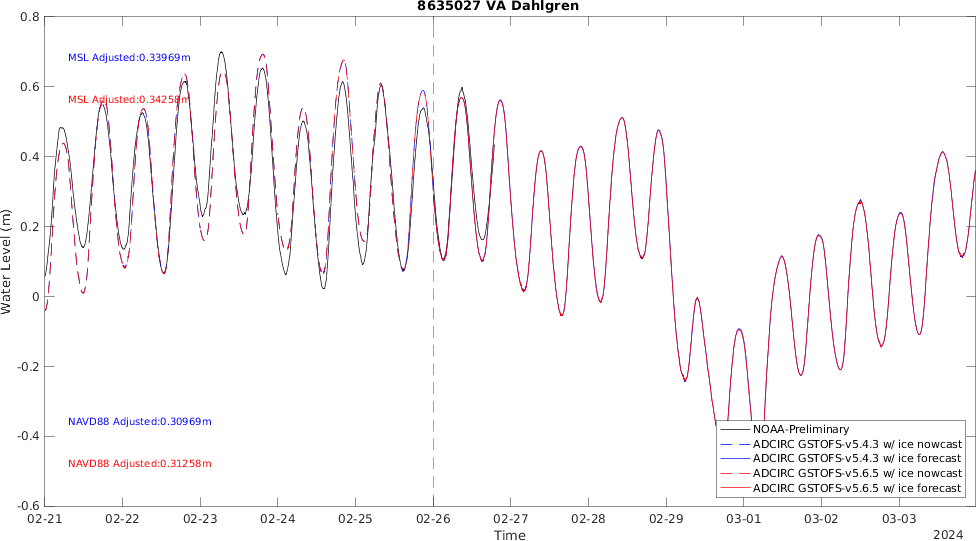 8635027 VA Dahlgren
0.8
0.6
0.4
0.2
0
-0.2
-0.4
-0.6
Water Level (m)
MSL Adjusted:0.33969m
MSL Adjusted:0.34258m
NAVD88 Adjusted:0.30969m
NAVD88 Adjusted:0.31258m
NOAA-Preliminary
ADCIRC GSTOFS-v5.4.3 w/ ice nowcast
ADCIRC GSTOFS-v5.4.3 w/ ice forecast
ADCIRC GSTOFS-v5.6.5 w/ ice nowcast
ADCIRC GSTOFS-v5.6.5 w/ ice forecast
02-21 02-22 02-23 02-24 02-25 02-26 02-27 02-28 02-29 03-01 03-02 03-03
Time
2024